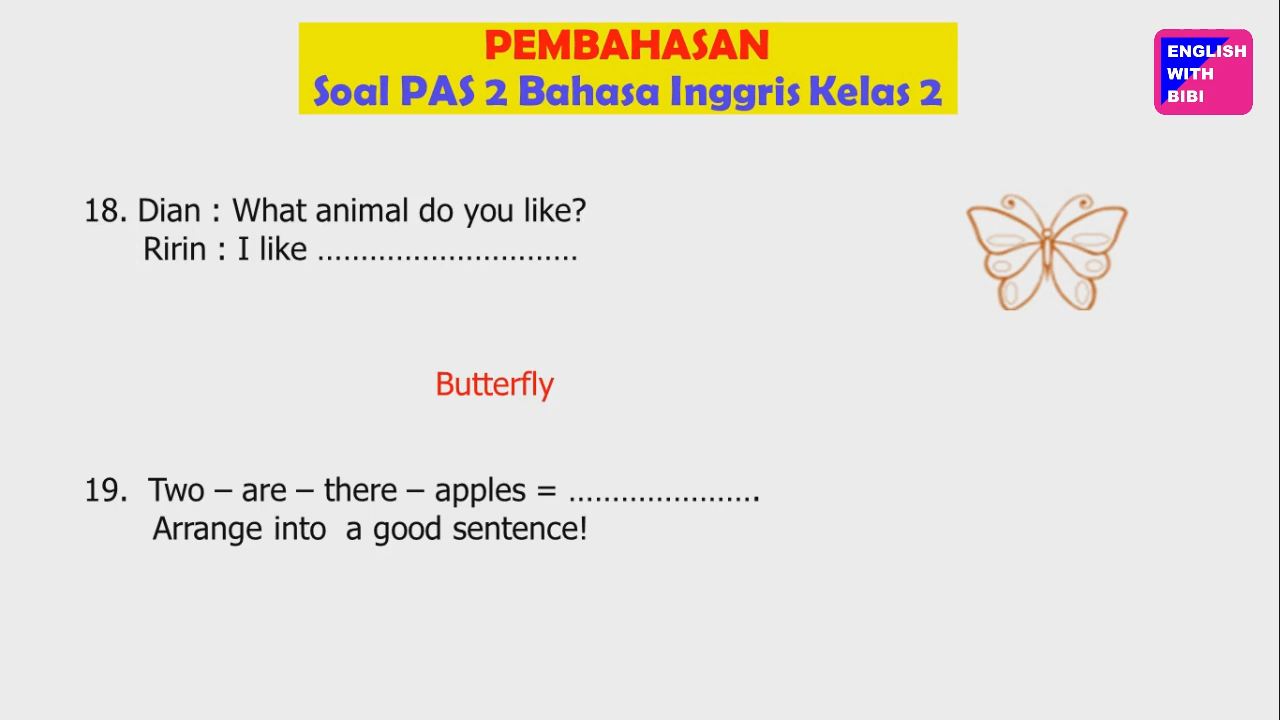 PEMBAHASAN
Soal PAS 2 Bahasa Inggris Kelas 2
ENGLISH
WITH
BIBI
18. Dian : What animal do you like?
Ririn : I like .............................
Butterfly
19. Two – are – there – apples = .....................
Arrange into a good sentence!